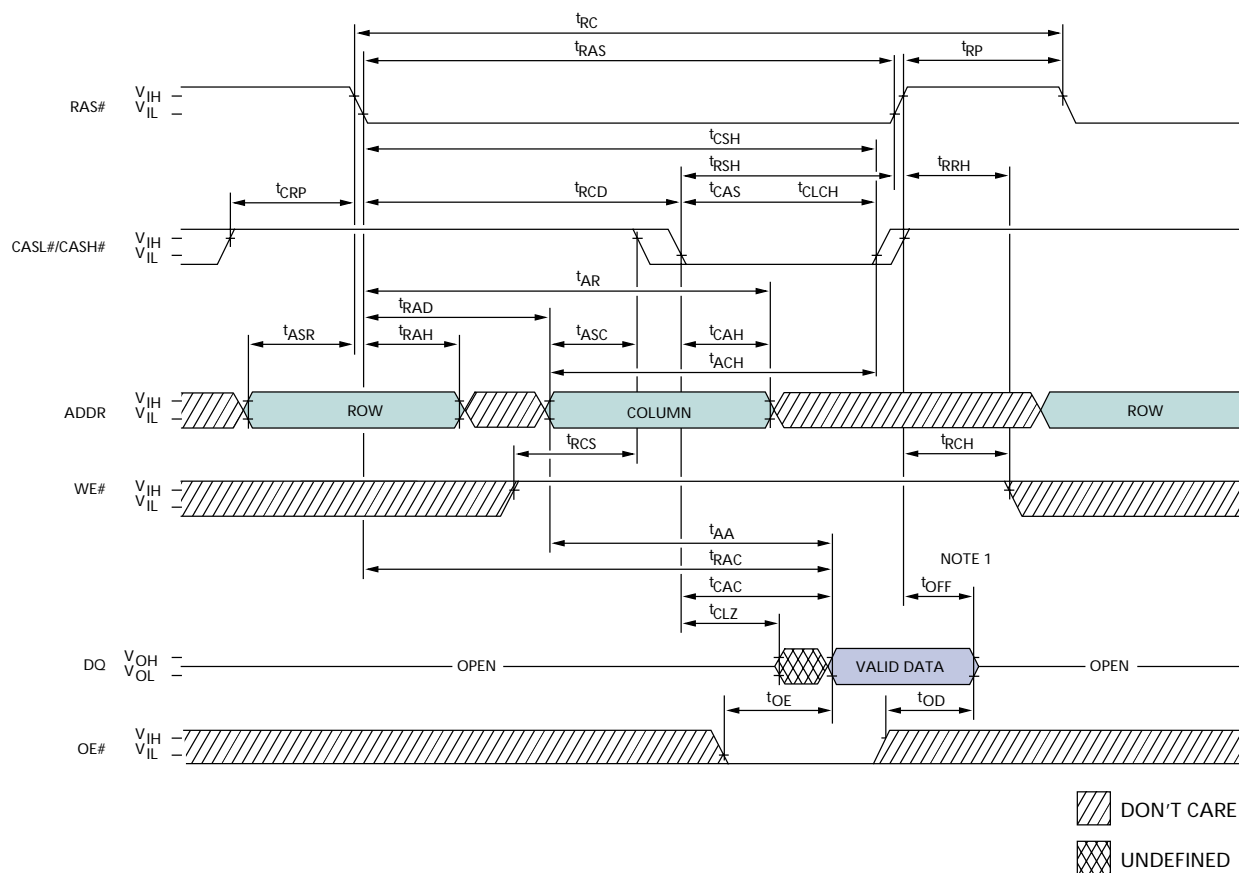 tRC
tRAS
tRP
RAS#
VIH
VIL
tCSH
tRSH
tRRH
tCRP
tRCD
tCAS
tCLCH
CASL#/CASH#
VIH
VIL
tAR
tRAD
tASR
tRAH
tASC
tCAH
tACH
ADDR
VIH
VIL
ROW
COLUMN
ROW
tRCS
tRCH
WE#
VIH
VIL
tAA
tRAC
NOTE 1
tCAC
tOFF
tCLZ
DQ
VOH
VOL
OPEN
VALID DATA
OPEN
tOE
tOD
OE#
VIH
VIL
DON'T CARE
UNDEFINED